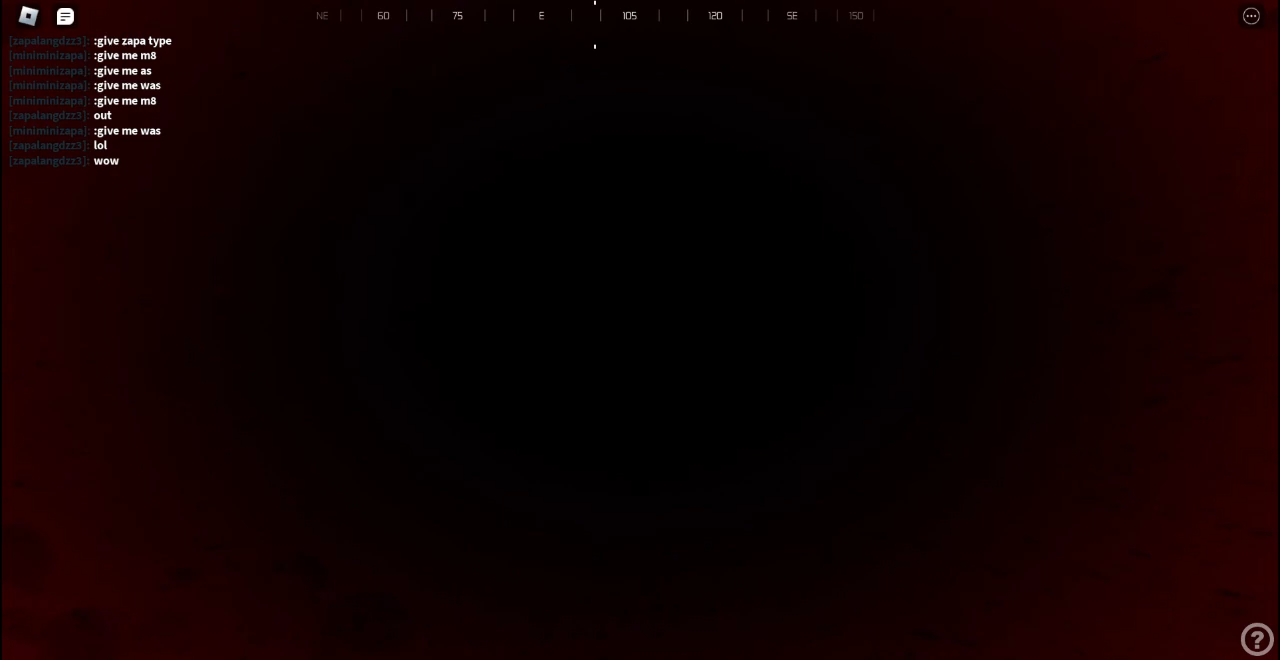 NE 60 75 E 105 120 SE 150
[zapalangdzz3]: :give zapa type
[miniminizapa]: :give me m8
[zapalangdzz3]: :give me as
[miniminizapa]: :give me was
[miniminizapa]: :give me m8
[zapalangdzz3]: out
[miniminizapa]: :give me was
[zapalangdzz3]: lol
[zapalangdzz3]: wow
?